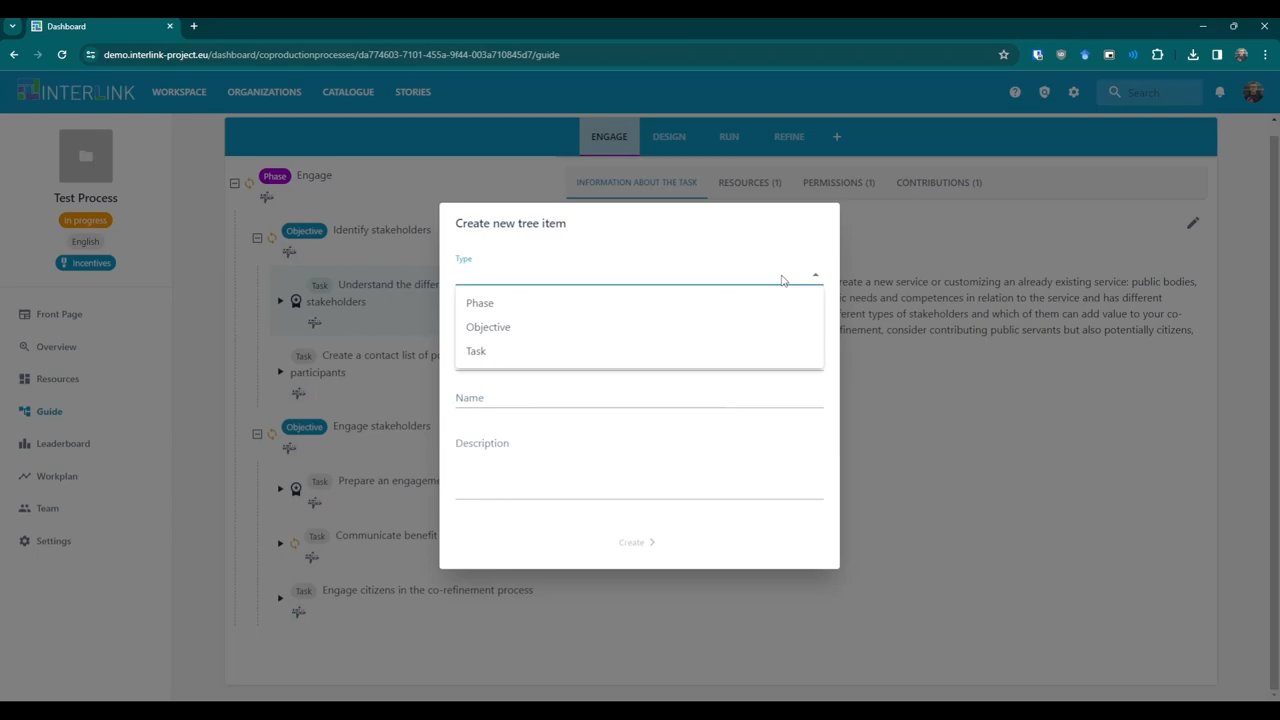 Dashboard
demo.interlink-project.eu/dashboard/coproductionprocesses/da774603-7101-455a-9f44-003a710845d7/guide
INTERLINK WORKSPACE ORGANIZATIONS CATALOGUE STORIES Search
Test Process
In progress
English
Incentives
Front Page
Overview
Resources
Guide
Leaderboard
Workplan
Team
Settings
ENGAGE DESIGN RUN REFINE +
Phase Engage
INFORMATION ABOUT THE TASK RESOURCES (1) PERMISSIONS (1) CONTRIBUTIONS (1)
Objective Identify stakeholders
Task Understand the differ
stakeholders
Task Create a contact list of p
participants
Objective Engage stakeholders
Task Prepare an engageme
Task Communicate benefit
Task Engage citizens in the co-refinement process
reate a new service or customizing an already existing service: public bodies,
ic needs and competences in relation to the service and has different
fferent types of stakeholders and which of them can add value to your co-
finement, consider contributing public servants but also potentially citizens,
Create new tree item
Type
Phase
Objective
Task
Name
Description
Create